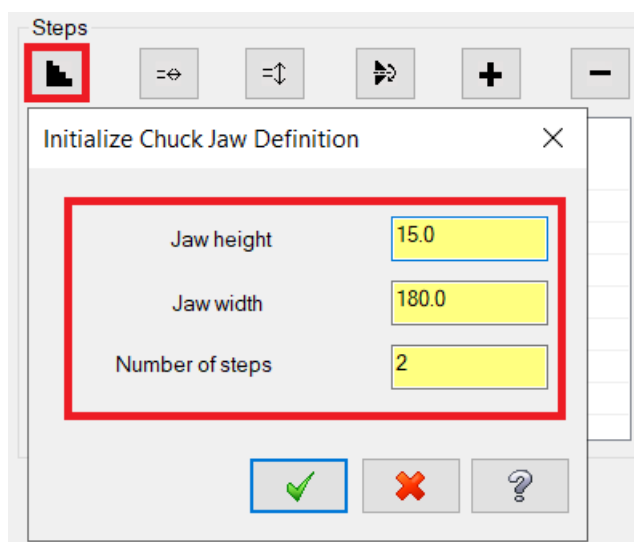 Steps
Initialize Chuck Jaw Definition
Jaw height 15.0
Jaw width 180.0
Number of steps 2